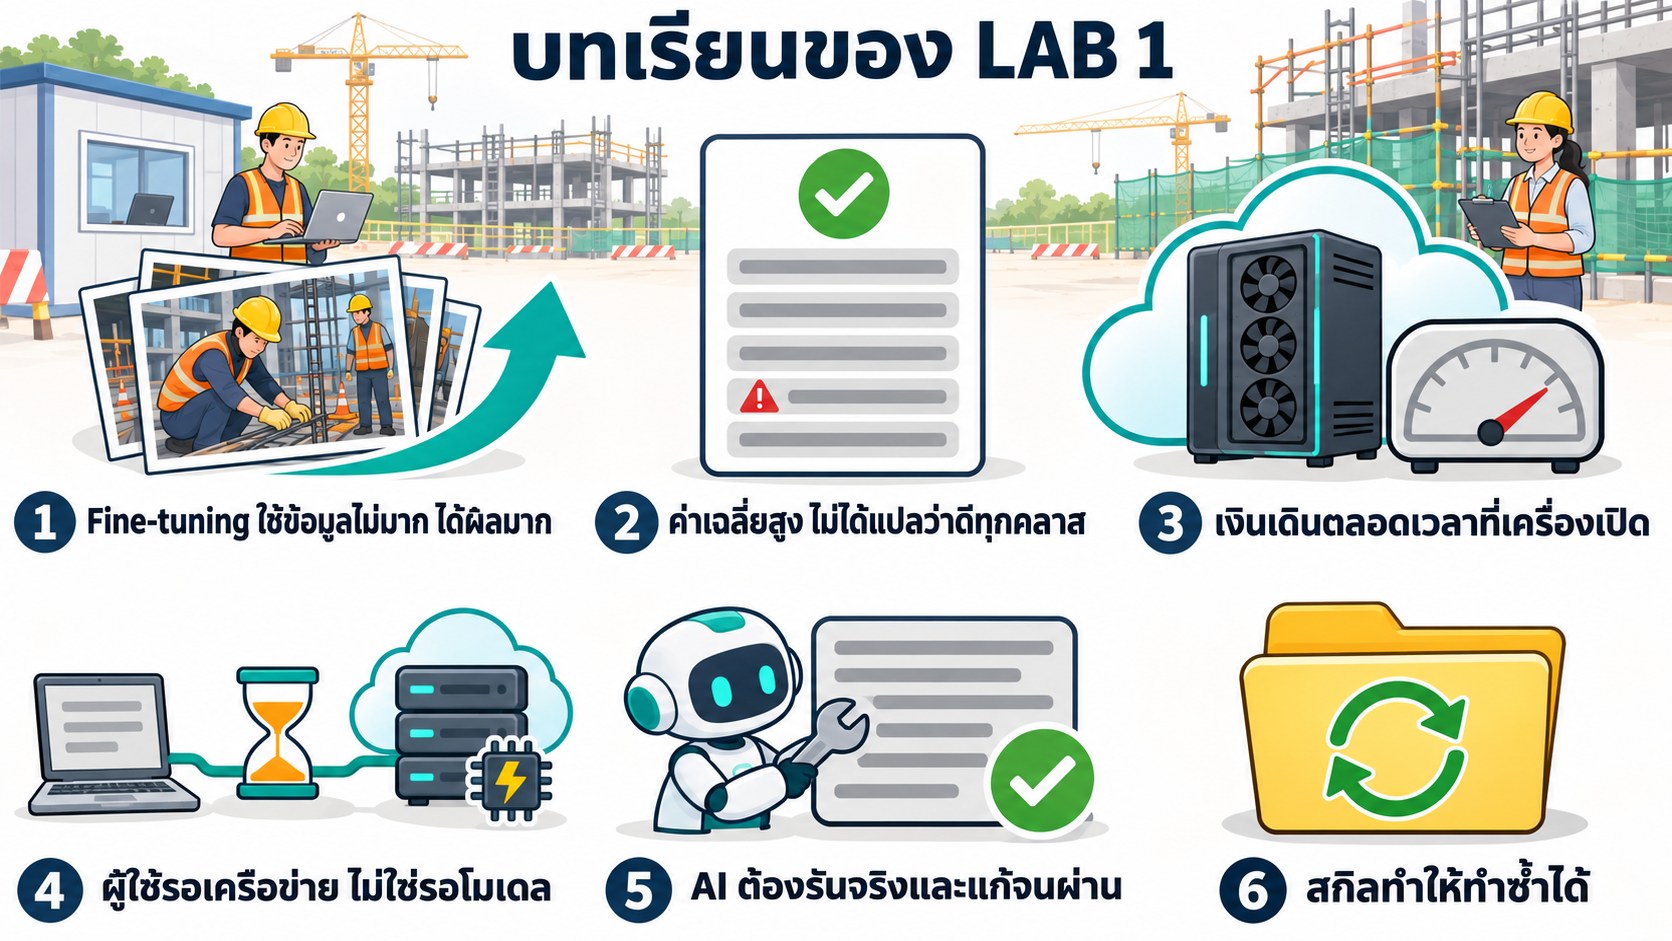 บทเรียนของ LAB 1
1 Fine-tuning ใช้ข้อมูลไม่มาก ได้ผลมาก
2 ค่าเฉลี่ยสูง ไม่ได้แปลว่าดีทุกคลาส
3 เงินเดินตลอดเวลาที่เครื่องเปิด
4 ผู้ใช้รอเครือข่าย ไม่ใช่รอโมเดล
5 AI ต้องรันจริงและแก้จนผ่าน
6 สกิลทำให้ทำซ้ำได้